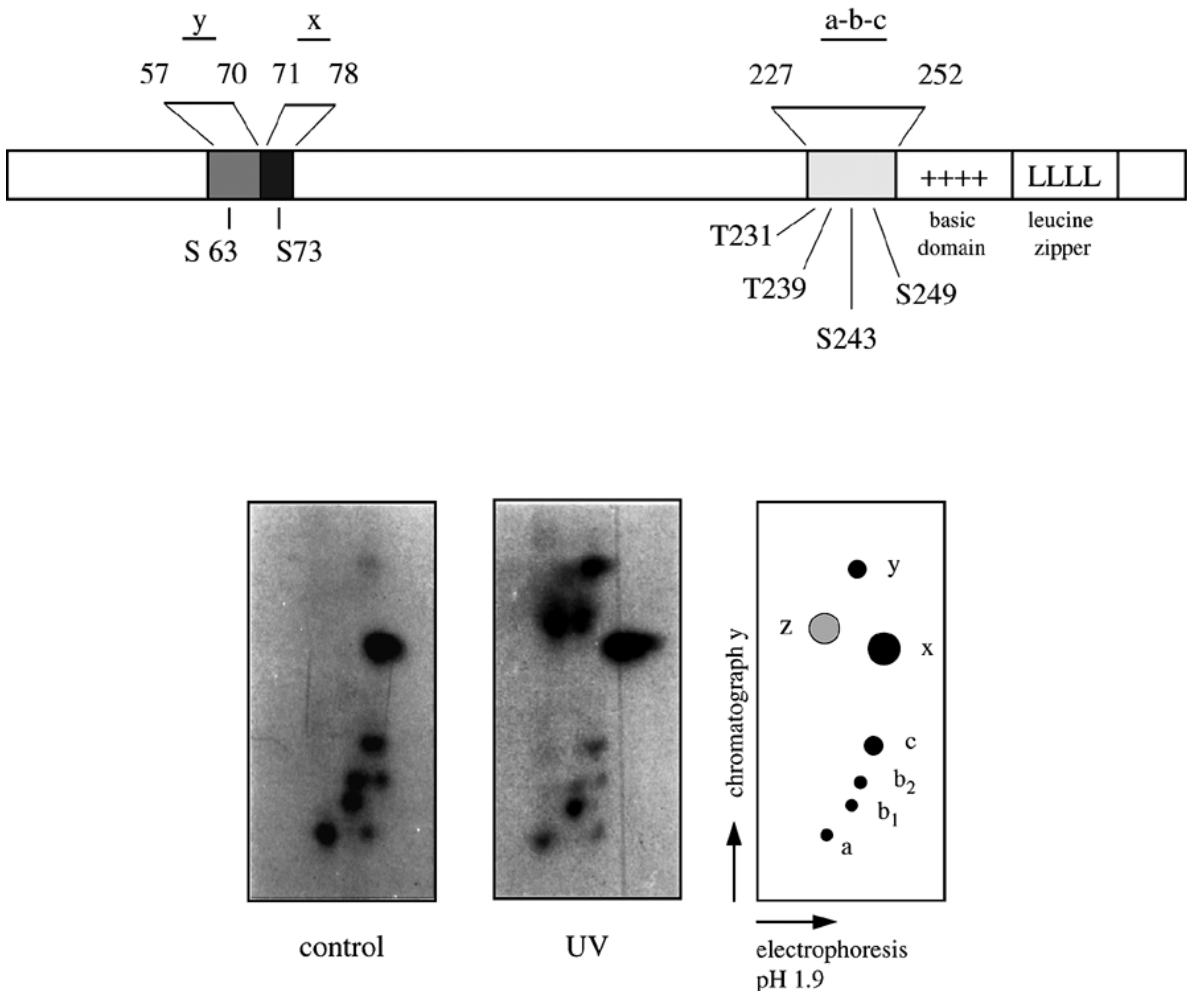 y x a-b-c
57 70 71 78 227 252
++++ LLLL
basic domain
leucine zipper
S 63 S73 T231
T239
S249
S243
y
z
x
c
b2
b1
a
chromatograph y
control UV
electrophoresis
pH 1.9